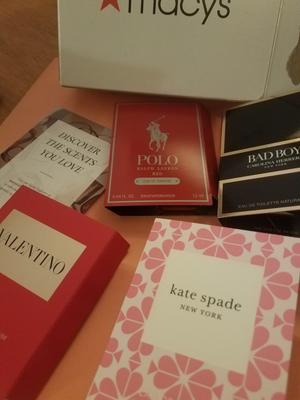 macys
DISCOVER
THE SCENTS
YOU LOVE
POLO
RALPH LAUREN
RED
BAD BOY
CAROLINA HERRERA
NEW YORK
EAU DE TOILETTE
VALENTINO
kate spade
NEW YORK